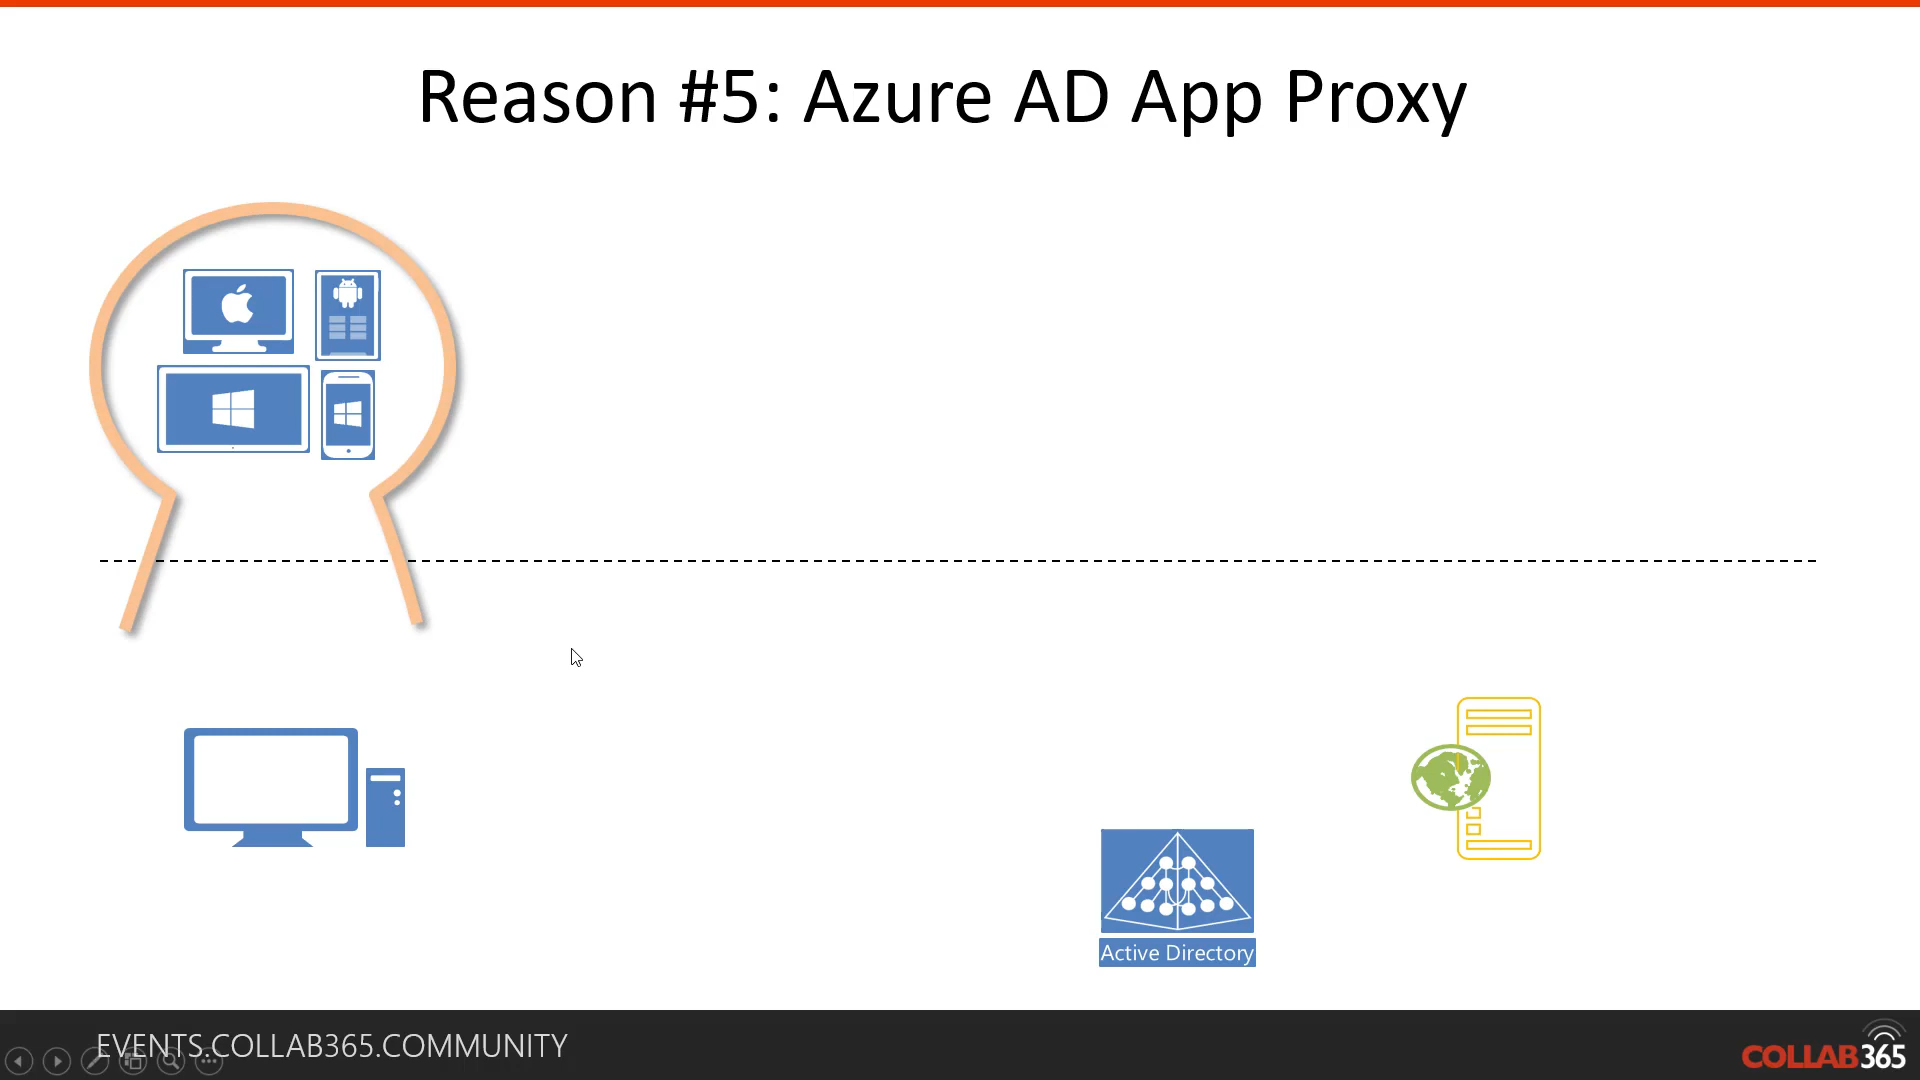 Reason #5: Azure AD App Proxy
Active Directory
EVENTS.COLLAB365.COMMUNITY
COLLAB365